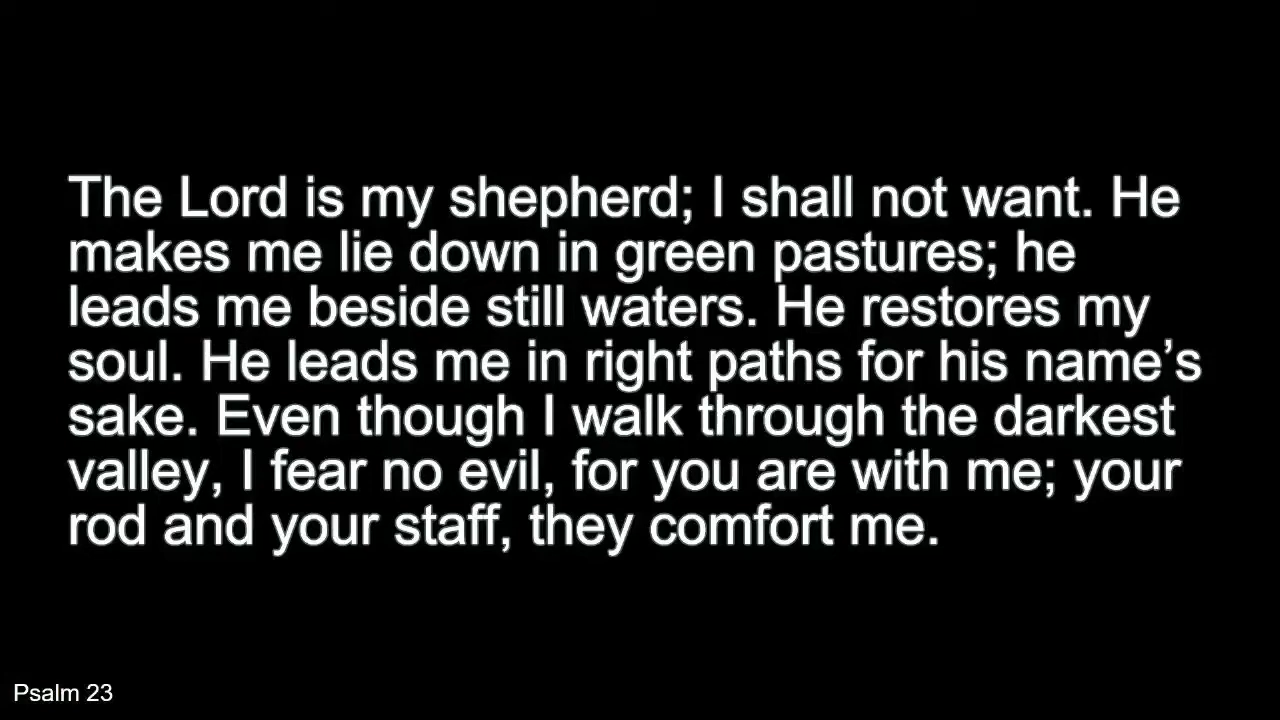 The Lord is my shepherd; I shall not want. He
makes me lie down in green pastures; he
leads me beside still waters. He restores my
soul. He leads me in right paths for his name’s
sake. Even though I walk through the darkest
valley, I fear no evil, for you are with me; your
rod and your staff, they comfort me.
Psalm 23